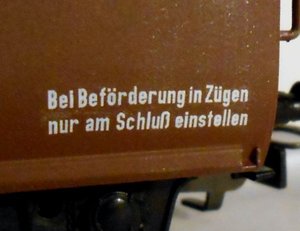 Bei Beförderung in Zügen
nur am Schluß einstellen